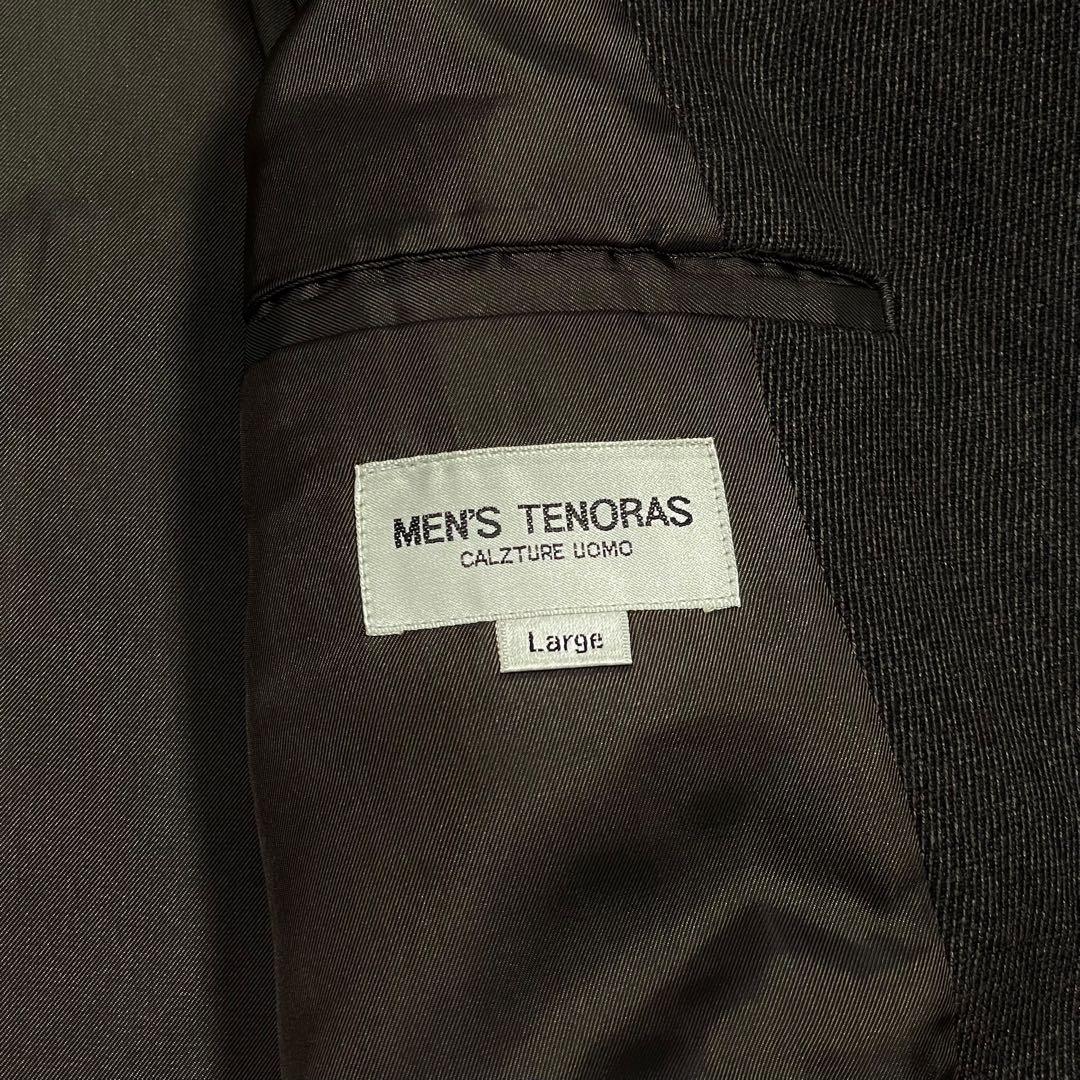 MEN'S TENORAS
CALZTURE UOMO
Large